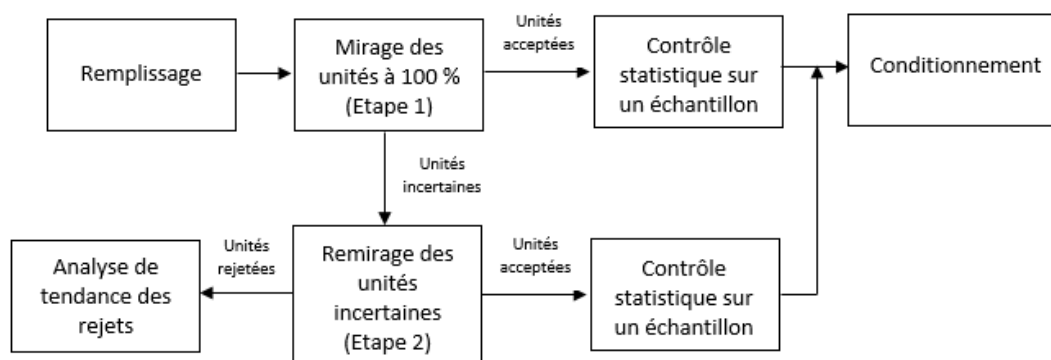 Remplissage
Mirage des
unités à 100 %
(Etape 1)
Unités
acceptées
Contrôle
statistique sur
un échantillon
Conditionnement
Unités
incertaines
Analyse de
tendance des
rejets
Unités
rejetées
Remirage des
unités
incertaines
(Etape 2)
Unités
acceptées
Contrôle
statistique sur
un échantillon